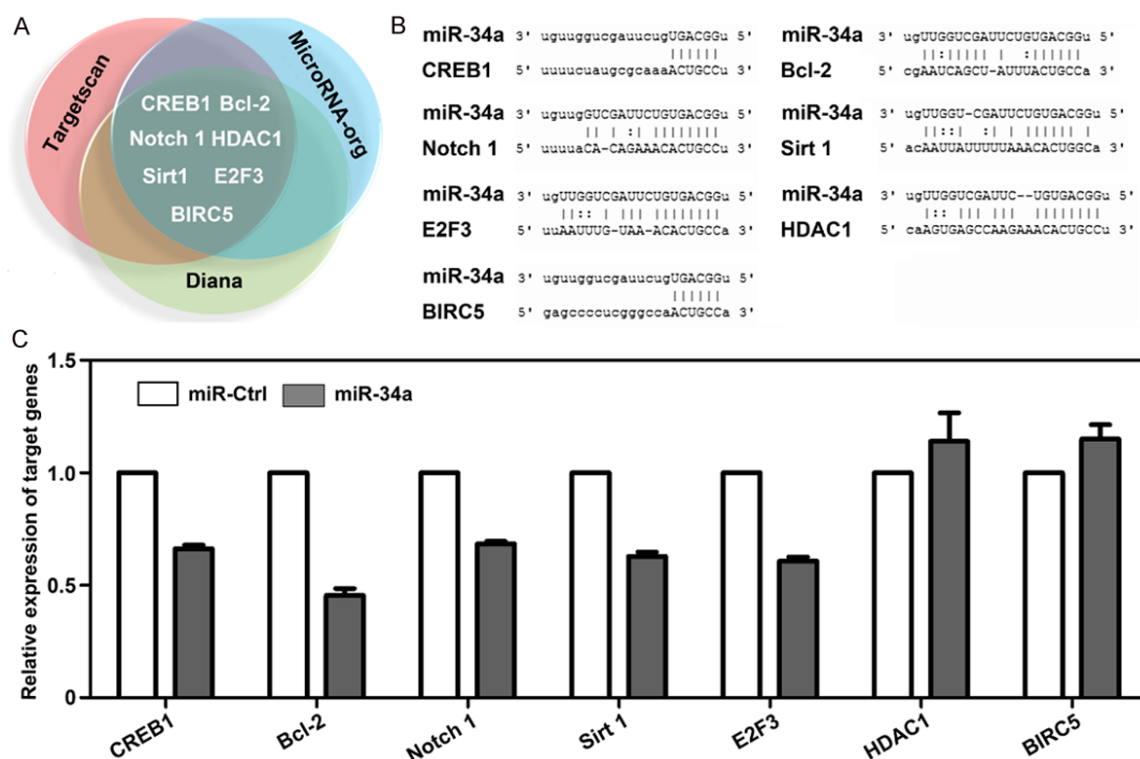 A
Targetscan
MicroRNA-org
CREB1 Bcl-2
Notch 1 HDAC1
Sirt1 E2F3
BIRC5
Diana
B
miR-34a 3' uguuggucgauucugUGACGGu 5'
||||||
CREB1 5' uuuucuaugcgcaaaACUGCCu 3'
miR-34a 3' ugUUGGUCGAUUCUGUGACGGu 5'
||:|||||| | :||||||||
Bcl-2 5' cgAAUCAGCU-AUUUACUGCCa 3'
miR-34a 3' uguugGUCGAUUCUGUGACGGu 5'
|| | :| |||||||||
Notch 1 5' uuuuaCA-CAGAAACACUGCCu 3'
miR-34a 3' ugUUGGU-CGAUUCUGUGACGGu 5'
||::| :| | ||||||| |
Sirt 1 5' acAAUUAUUUUUAAACACUGGCa 3'
miR-34a 3' ugUUGGUCGAUUCUGUGACGGu 5'
||:: | ||| ||||||||
E2F3 5' uuAAUUUG-UAA-ACACUGCCa 3'
miR-34a 3' ugUUGGUCGAUUC--UGUGACGGu 5'
|:: ||| ||| ||||||||
HDAC1 5' caAGUGAGCCAAGAAACACUGCCu 3'
miR-34a 3' uguuggucgauucugUGACGGu 5'
||||||
BIRC5 5' gagccccucgggccaACUGCCa 3'
C
Relative expression of target genes
1.5
1.0
0.5
0
miR-Ctrl miR-34a
CREB1 Bcl-2 Notch 1 Sirt 1 E2F3 HDAC1 BIRC5